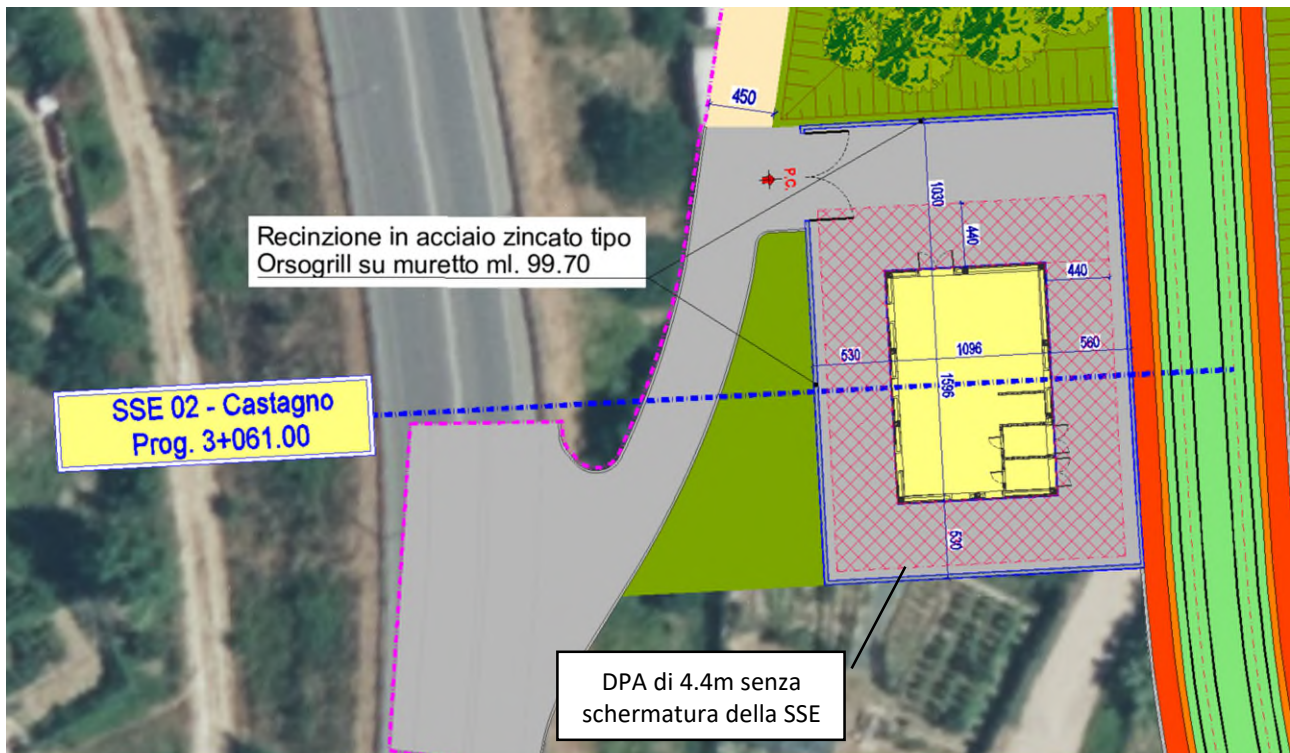 450
P.C.
1030
Recinzione in acciaio zincato tipo
Orsogrill su muretto ml. 99.70
440
440
530
1096
560
1596
SSE 02 - Castagno
Prog. 3+061.00
530
DPA di 4.4m senza
schermatura della SSE